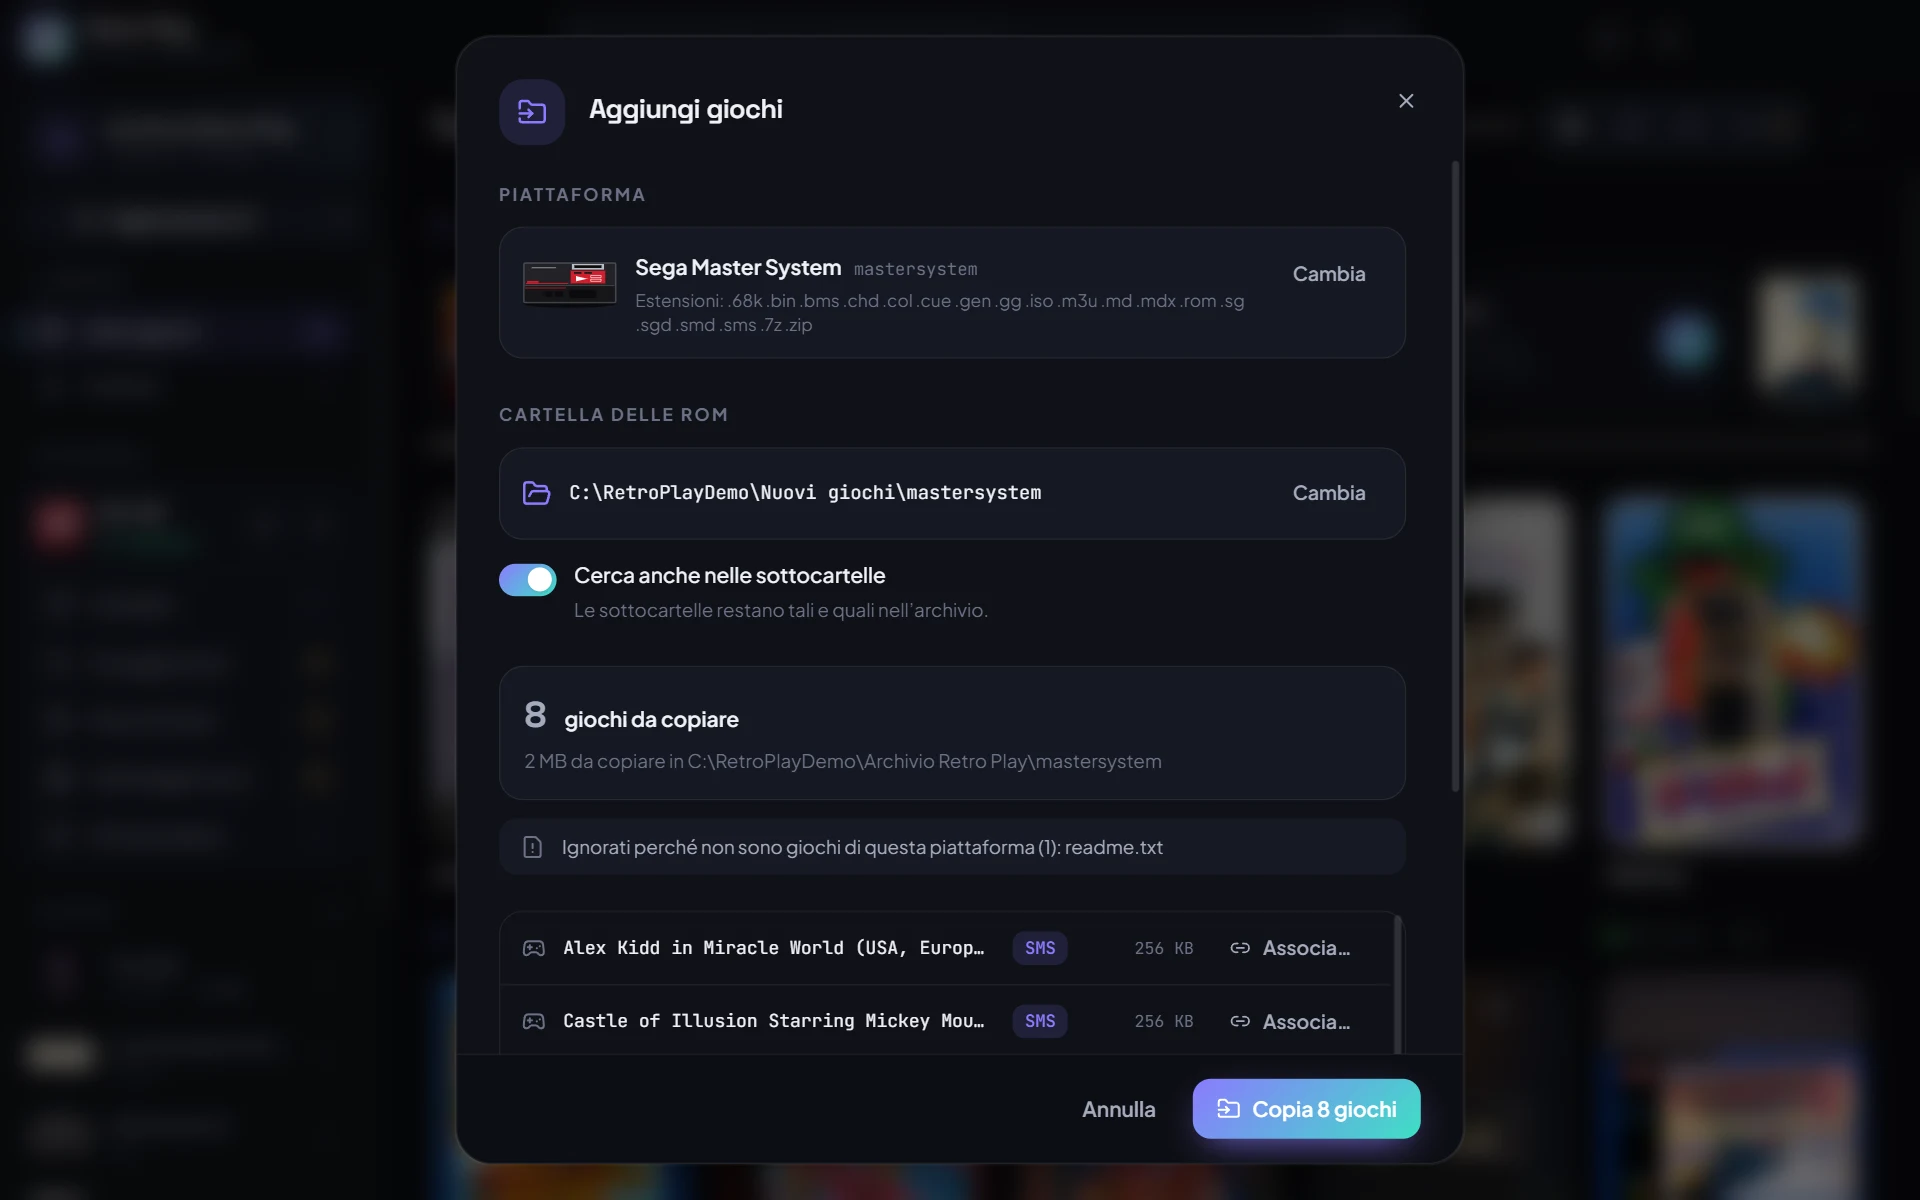 Aggiungi giochi
PIATTAFORMA
Sega Master System mastersystem
Cambia
Estensioni: .68k .bin .bms .chd .col .cue .gen .gg .iso .m3u .md .mdx .rom .sg
.sgd .smd .sms .7z .zip
CARTELLA DELLE ROM
C:\RetroPlayDemo\Nuovi giochi\mastersystem
Cambia
Cerca anche nelle sottocartelle
Le sottocartelle restano tali e quali nell’archivio.
8 giochi da copiare
2 MB da copiare in C:\RetroPlayDemo\Archivio Retro Play\mastersystem
Ignorati perché non sono giochi di questa piattaforma (1): readme.txt
Alex Kidd in Miracle World (USA, Europ… SMS 256 KB Associa…
Castle of Illusion Starring Mickey Mou… SMS 256 KB Associa…
Annulla
Copia 8 giochi